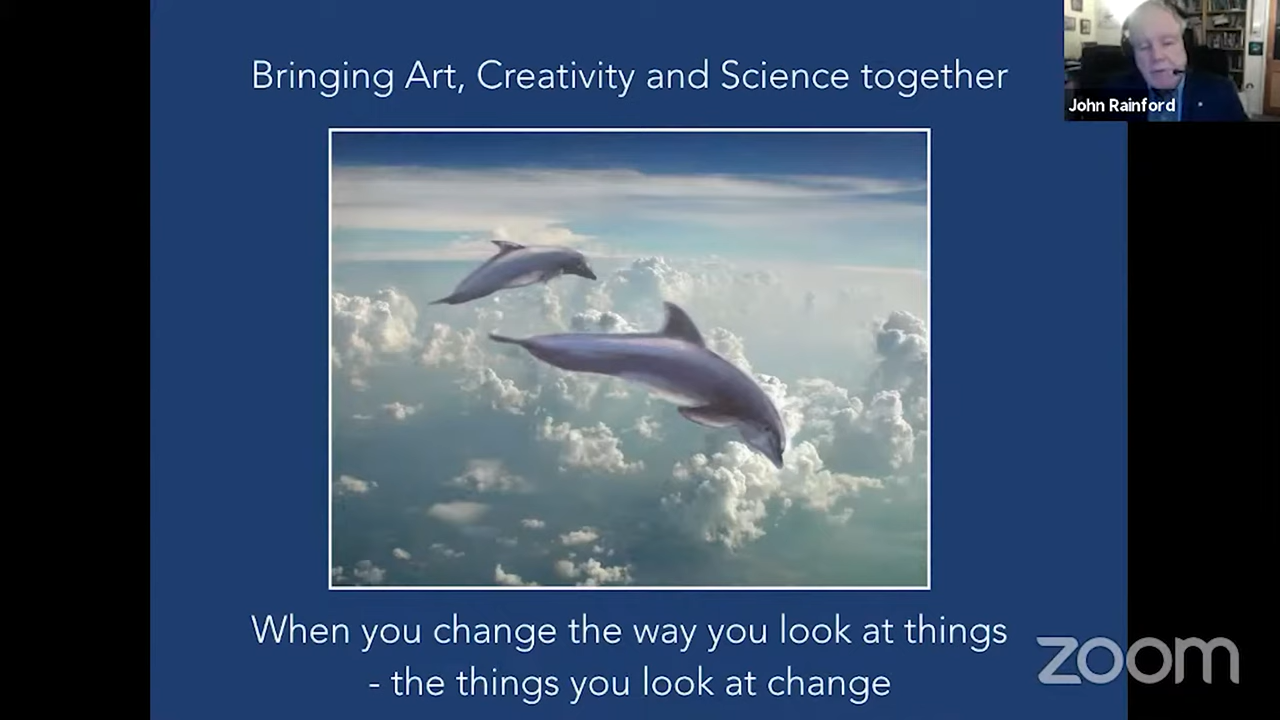 Bringing Art, Creativity and Science together
John Rainford
When you change the way you look at things
- the things you look at change
zoom